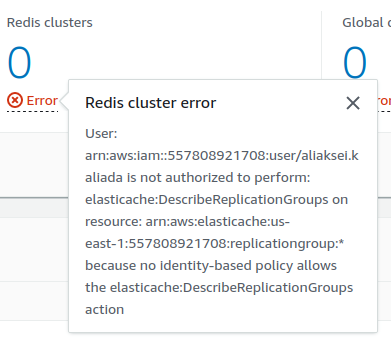 Redis clusters
Global c
0
0
Error
ror
Redis cluster error
User:
arn:aws:iam::557808921708:user/aliaksei.k
aliada is not authorized to perform:
elasticache:DescribeReplicationGroups on
resource: arn:aws:elasticache:us-
east-1:557808921708:replicationgroup:*
because no identity-based policy allows
the elasticache:DescribeReplicationGroups
action